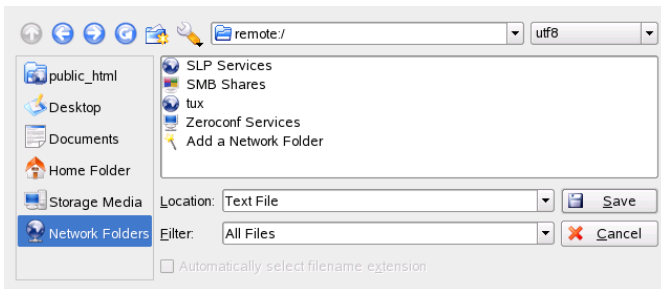 remote:/
utf8
public_html
Desktop
Documents
Home Folder
Storage Media
Network Folders
SLP Services
SMB Shares
tux
Zeroconf Services
Add a Network Folder
Location:
Text File
Save
Filter:
All Files
Cancel
Automatically select filename extension